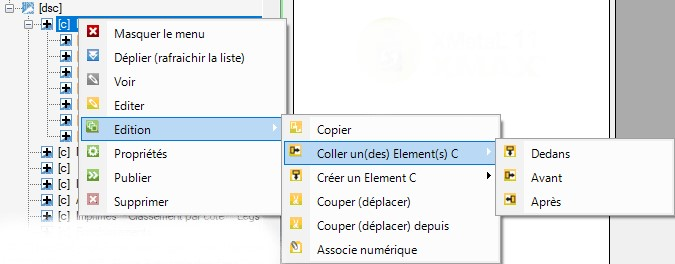 [dsc]
[c]
Masquer le menu
Déplier (rafraichir la liste)
Voir
Editer
Edition
Copier
Propriétés
Coller un(des) Element(s) C
Dedans
[c]
Publier
Créer un Element C
Avant
[c]
Supprimer
Couper (déplacer)
Après
[c]
[c]
Couper (déplacer) depuis
[c] Imprimés - Classement par cote - Legs
Associe numérique